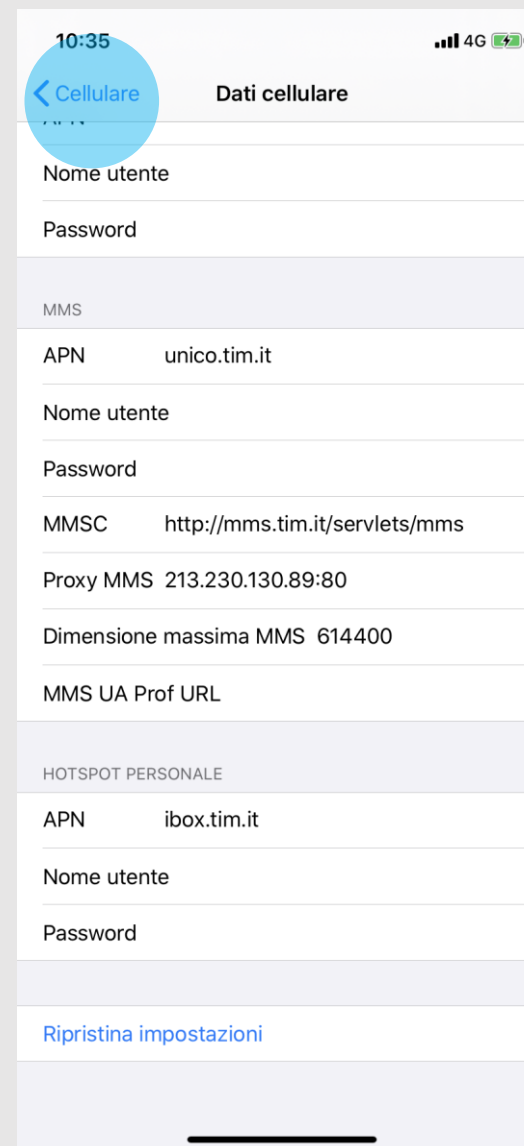 10:35 4G
Cellulare Dati cellulare
APN
Nome utente
Password
MMS
APN unico.tim.it
Nome utente
Password
MMSC http://mms.tim.it/servlets/mms
Proxy MMS 213.230.130.89:80
Dimensione massima MMS 614400
MMS UA Prof URL
HOTSPOT PERSONALE
APN ibox.tim.it
Nome utente
Password
Ripristina impostazioni